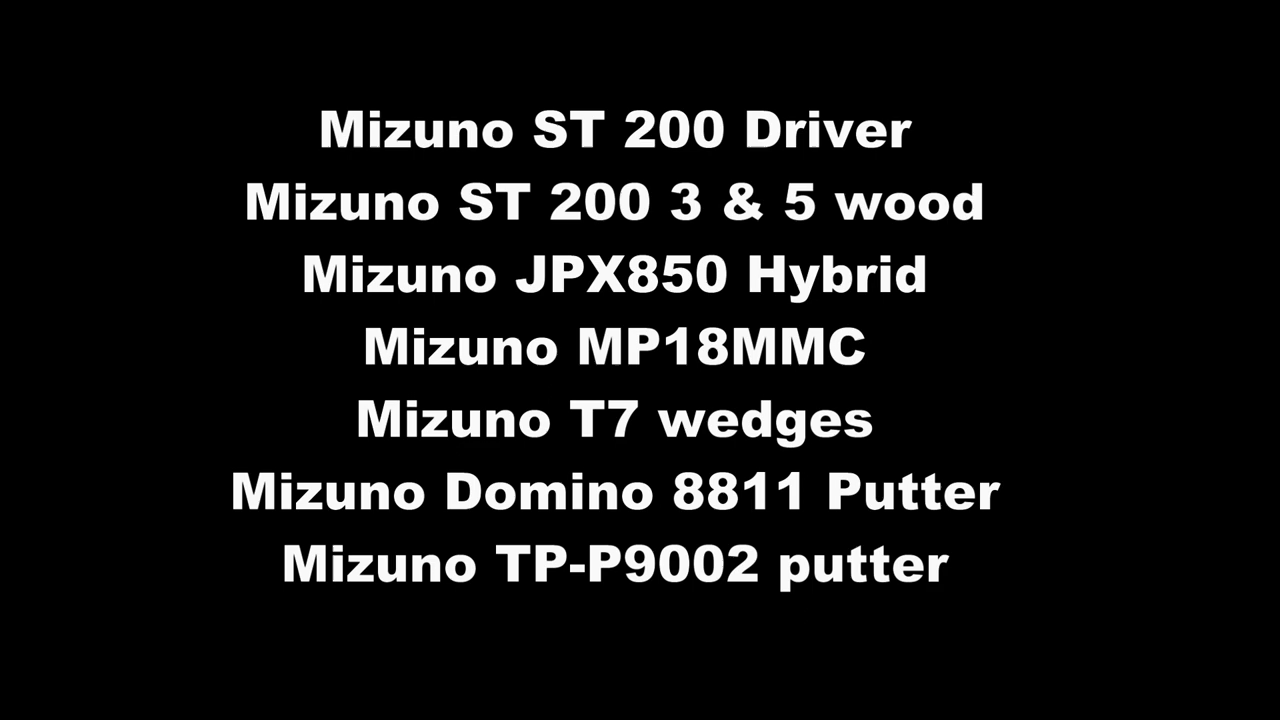 Mizuno ST 200 Driver
Mizuno ST 200 3 & 5 wood
Mizuno JPX850 Hybrid
Mizuno MP18MMC
Mizuno T7 wedges
Mizuno Domino 8811 Putter
Mizuno TP-P9002 putter